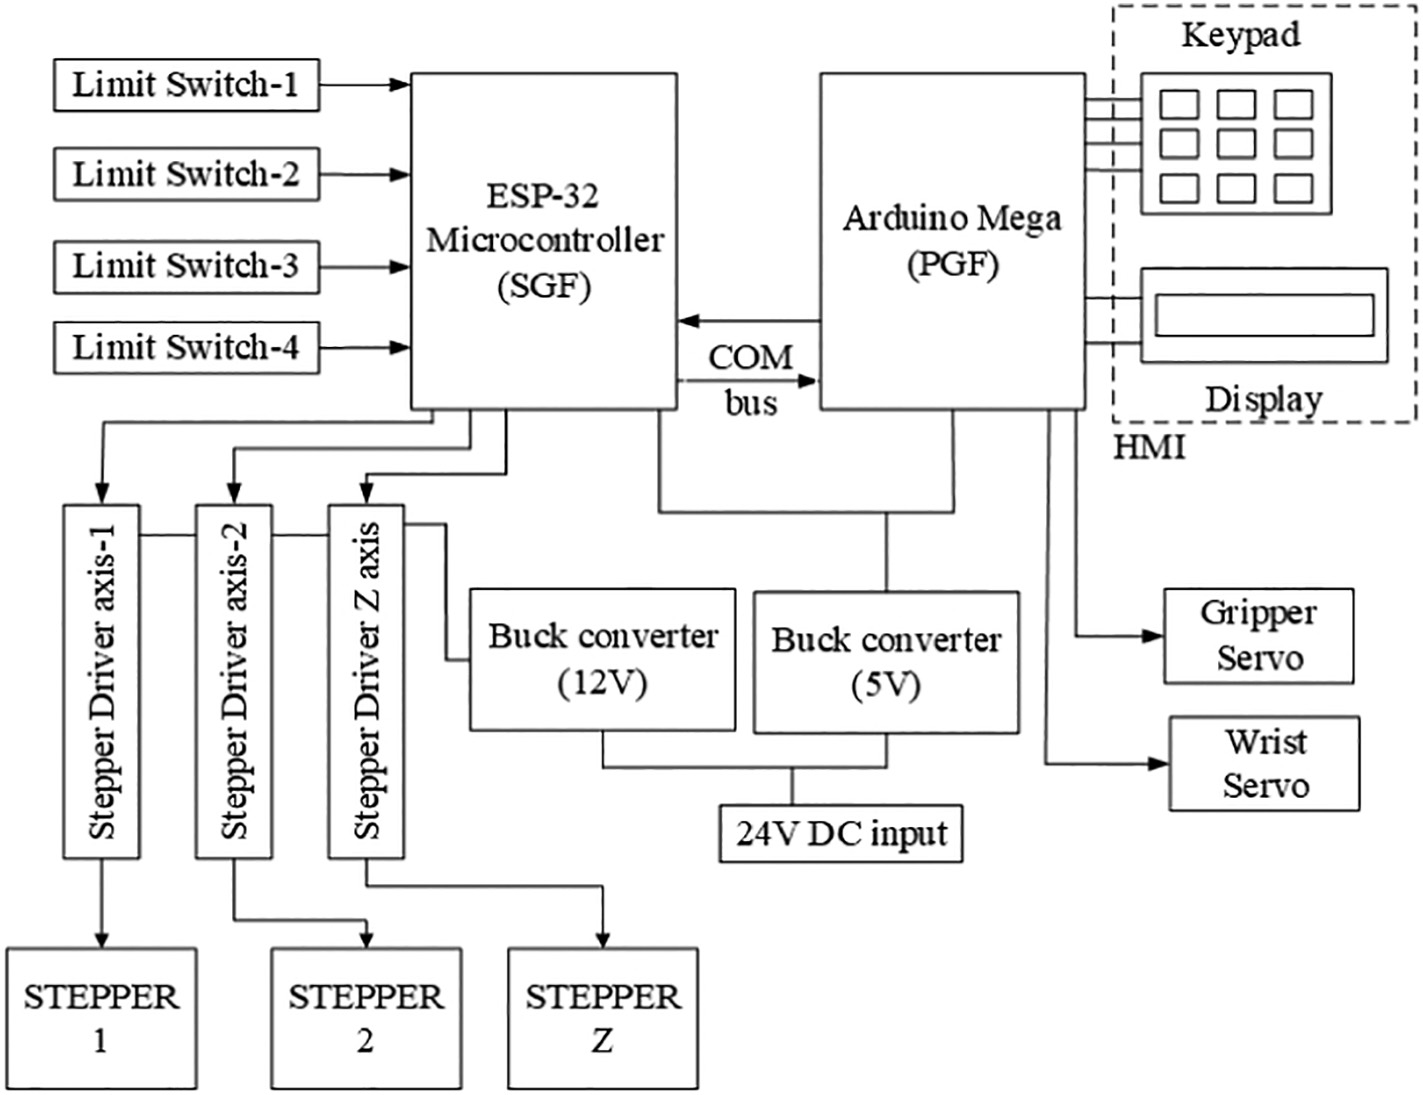 Keypad
Limit Switch-1
Limit Switch-2
Limit Switch-3
Limit Switch-4
ESP-32
Microcontroller
(SGF)
Arduino Mega
(PGF)
COM
bus
Display
HMI
Stepper Driver axis-1
Stepper Driver axis-2
Stepper Driver Z axis
Buck converter
(12V)
Buck converter
(5V)
Gripper
Servo
Wrist
Servo
24V DC input
STEPPER
1
STEPPER
2
STEPPER
Z